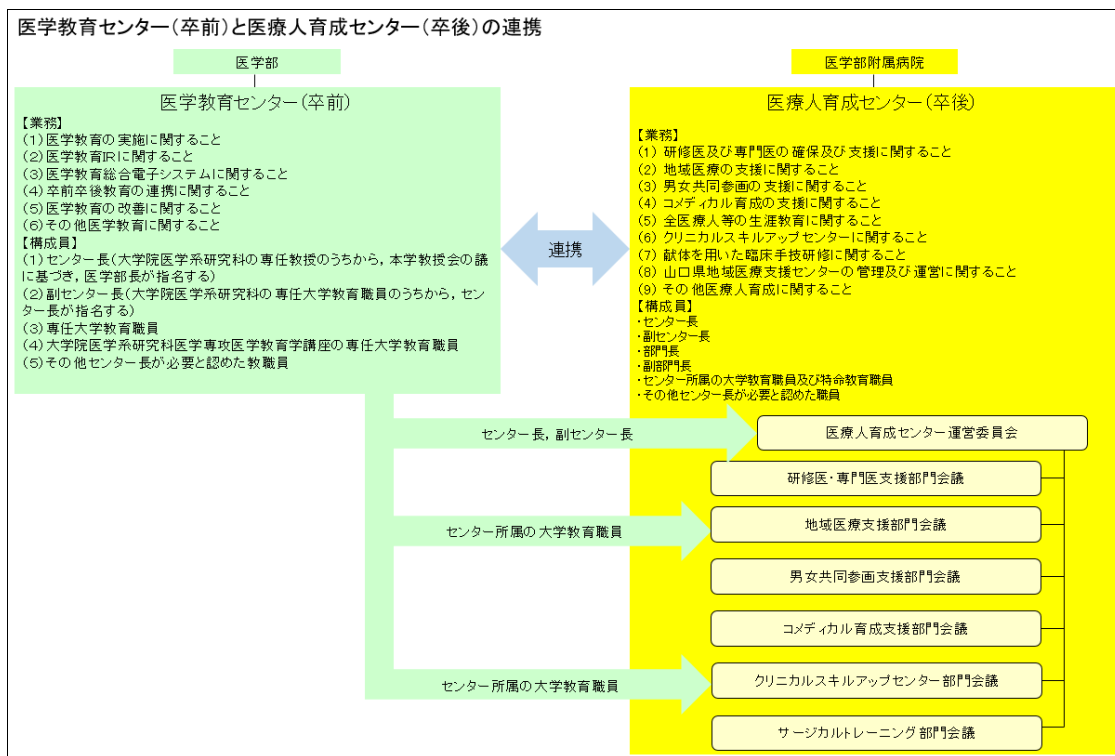 医学教育センター(卒前)と医療人育成センター(卒後)の連携
医学部
医学教育センター(卒前)
【業務】
(1)医学教育の実施に関すること
(2)医学教育IRに関すること
(3)医学教育総合電子システムに関すること
(4)卒前卒後教育の連携に関すること
(5)医学教育の改善に関すること
(6)その他医学教育に関すること
【構成員】
(1)センター長(大学院医学系研究科の専任教授のうちから，本学教授会の議
に基づき，医学部長が指名する)
(2)副センター長(大学院医学系研究科の専任大学教育職員のうちから，セン
ター長が指名する)
(3)専任大学教育職員
(4)大学院医学系研究科医学専攻医学教育学講座の専任大学教育職員
(5)その他センター長が必要と認めた教職員
連携
医学部附属病院
医療人育成センター(卒後)
【業務】
(1) 研修医及び専門医の確保及び支援に関すること
(2) 地域医療の支援に関すること
(3) 男女共同参画の支援に関すること
(4) コメディカル育成の支援に関すること
(5) 全医療人等の生涯教育に関すること
(6) クリニカルスキルアップセンターに関すること
(7) 献体を用いた臨床手技研修に関すること
(8) 山口県地域医療支援センターの管理及び運営に関すること
(9) その他医療人育成に関すること
【構成員】
・センター長
・副センター長
・部門長
・副部門長
・センター所属の大学教育職員及び特命教育職員
・その他センター長が必要と認めた職員
センター長，副センター長
医療人育成センター運営委員会
研修医・専門医支援部門会議
センター所属の大学教育職員
地域医療支援部門会議
男女共同参画支援部門会議
コメディカル育成支援部門会議
センター所属の大学教育職員
クリニカルスキルアップセンター部門会議
サージカルトレーニング部門会議